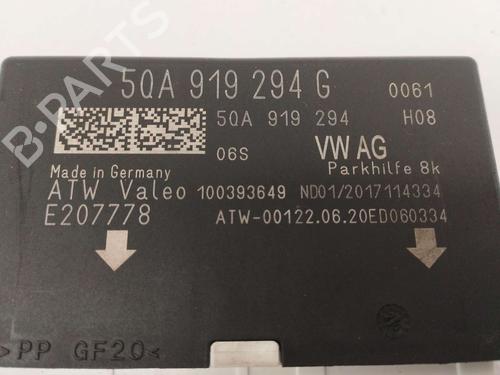 5QA 919 294 G 0061
5QA 919 294 H08
06S VW AG
Made in Germany Parkhilfe 8k
ATW Valeo 100393649 ND01/2017114334
E207778 ATW-00122.06.20ED060334
>PP GF20<
B-PARTS